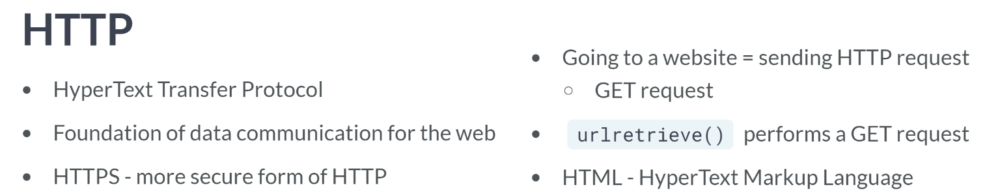 HTTP
HyperText Transfer Protocol
Foundation of data communication for the web
HTTPS - more secure form of HTTP
Going to a website = sending HTTP request
GET request
urlretrieve() performs a GET request
HTML - HyperText Markup Language